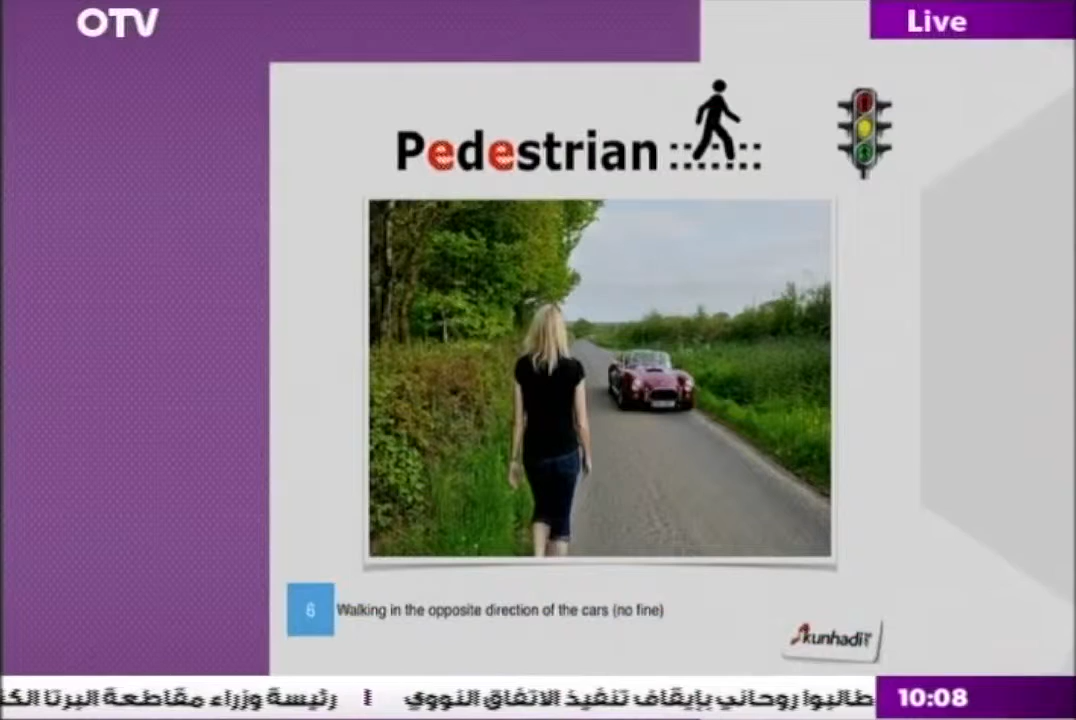 OTV
Live
Pedestrian
6
Walking in the opposite direction of the cars (no fine)
kunhadi
طالبوا روحاني بإيقاف تنفيذ الاتفاق النووي
رئيسة وزراء مقاطعة البرتا
10:08